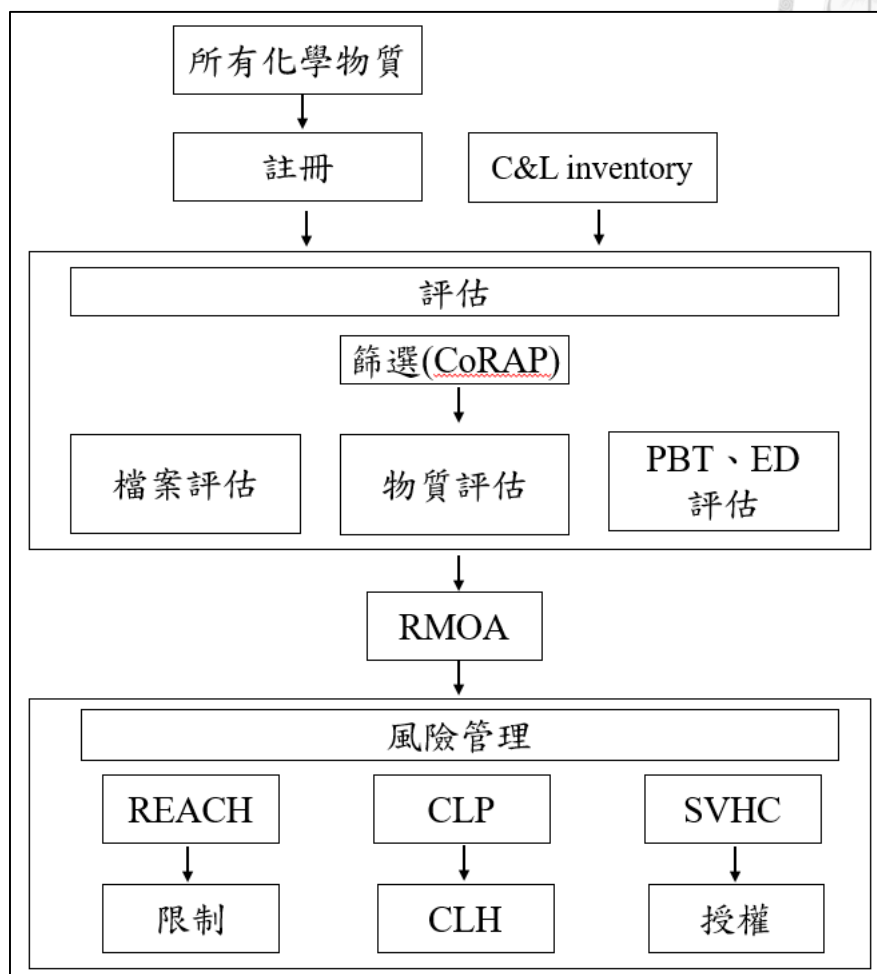 所有化學物質
註冊
C&L inventory
評估
篩選(CoRAP)
檔案評估
物質評估
PBT、ED
評估
RMOA
風險管理
REACH
CLP
SVHC
限制
CLH
授權